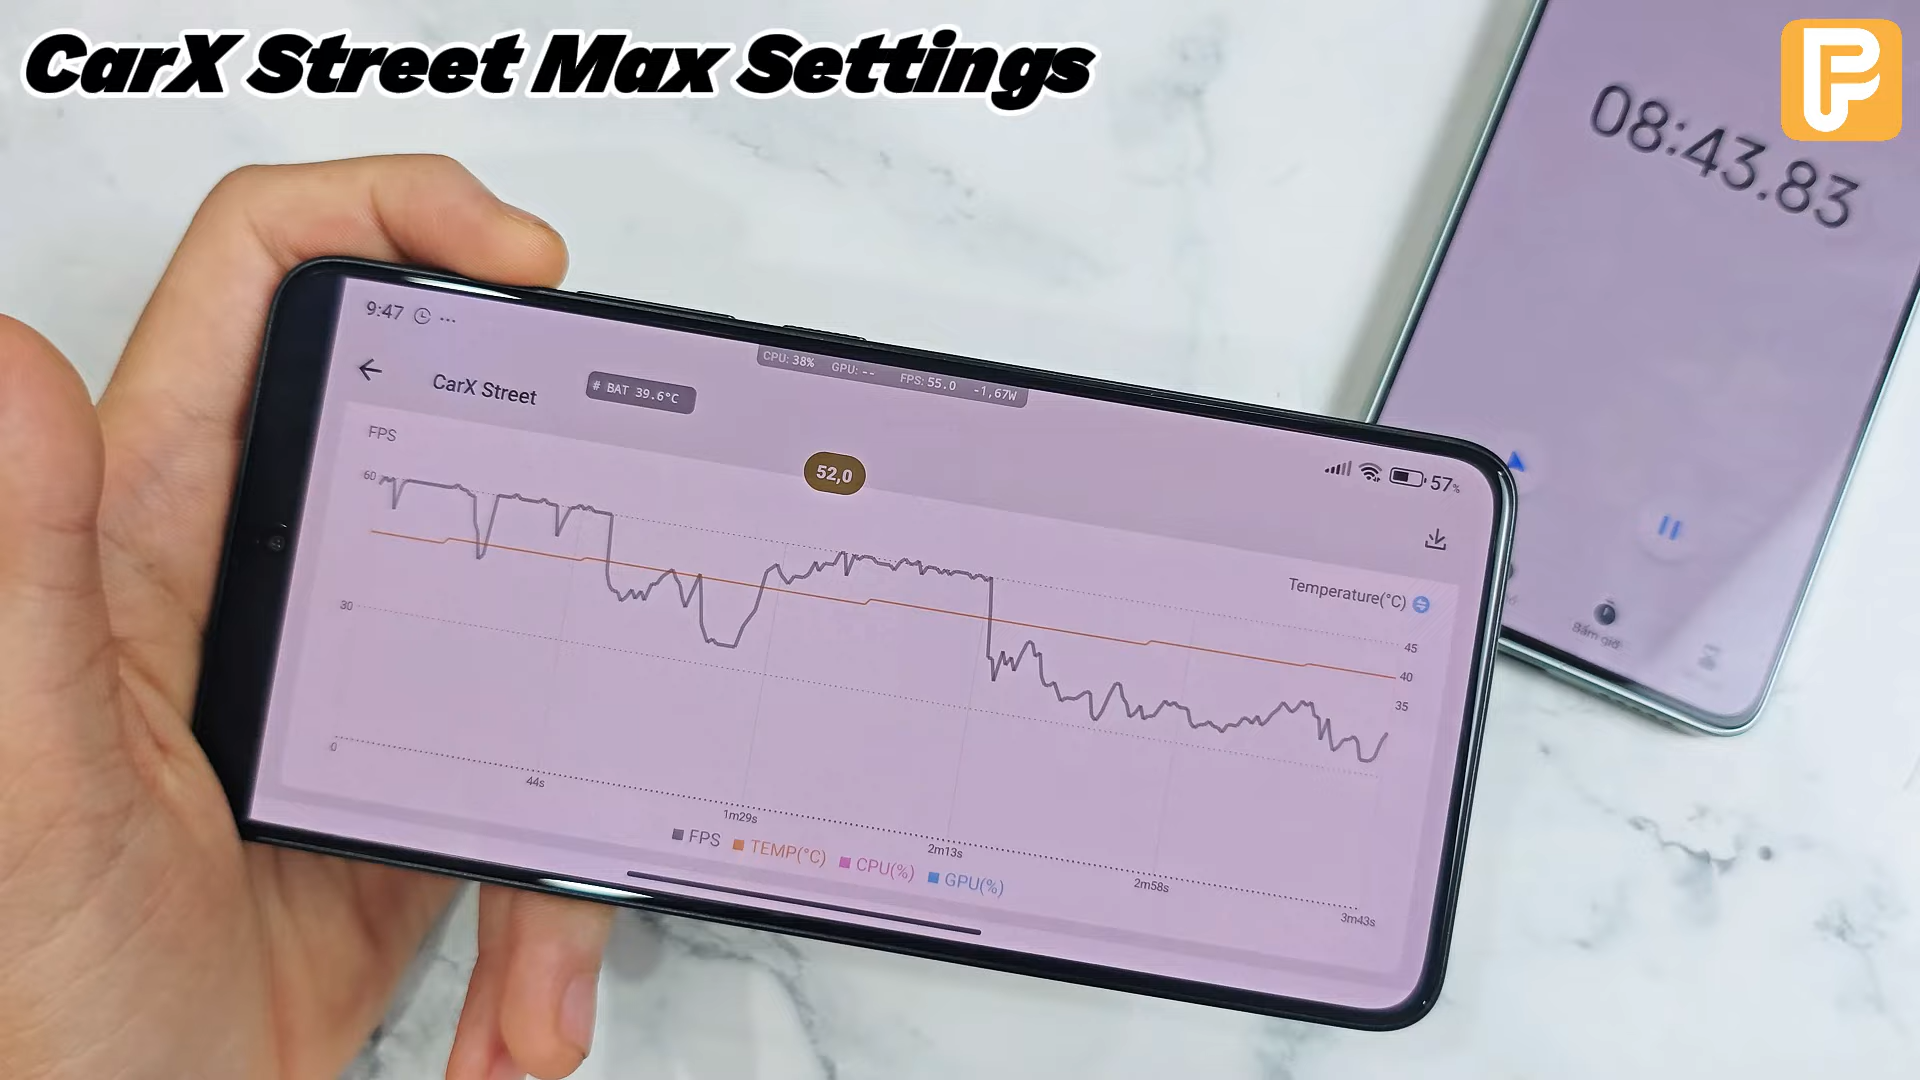 CarX Street Max Settings
08:43.83
9:47 ...
CPU: 38% GPU: -- FPS: 55.0 -1,67W
CarX Street
# BAT 39.6°C
57%
FPS
52,0
60
30
0
Temperature(°C)
45
40
35
44s
1m29s
2m13s
2m58s
3m43s
FPS TEMP(°C) CPU(%) GPU(%)
Bấm giờ